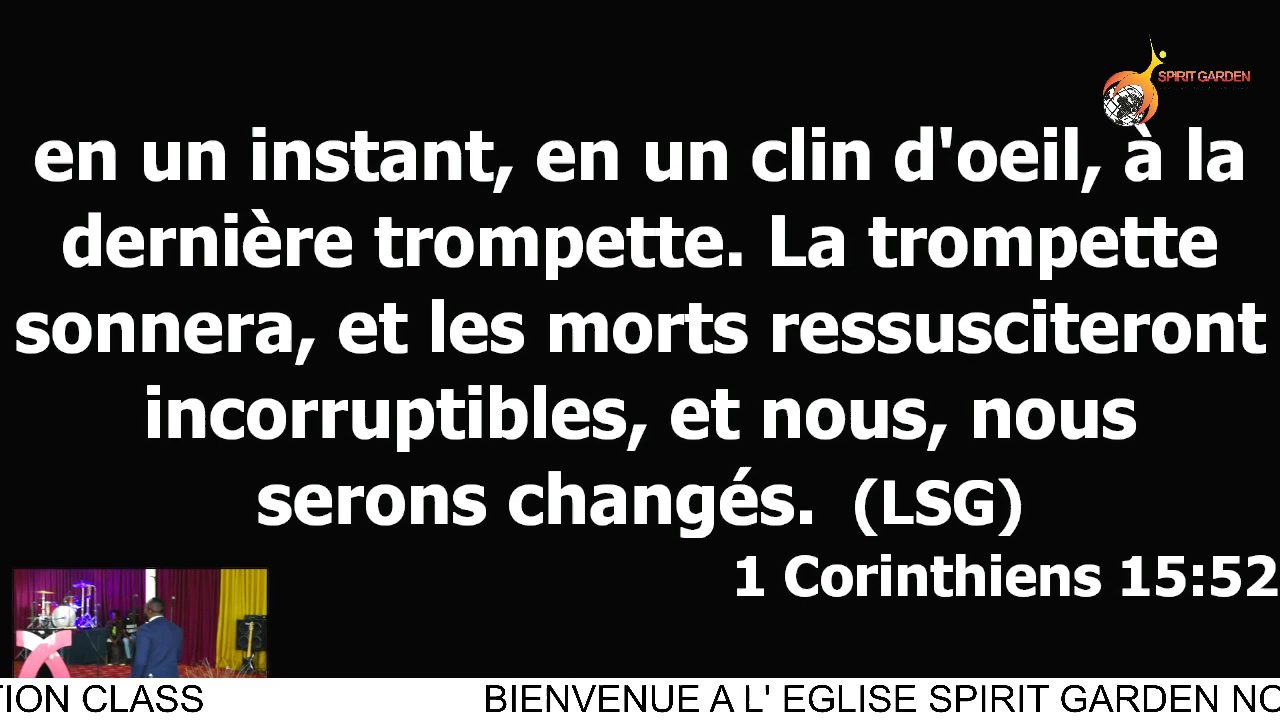 SPIRIT GARDEN
en un instant, en un clin d'oeil, à la
dernière trompette. La trompette
sonnera, et les morts ressusciteront
incorruptibles, et nous, nous
serons changés. (LSG)
1 Corinthiens 15:52
TION CLASS BIENVENUE A L' EGLISE SPIRIT GARDEN NO